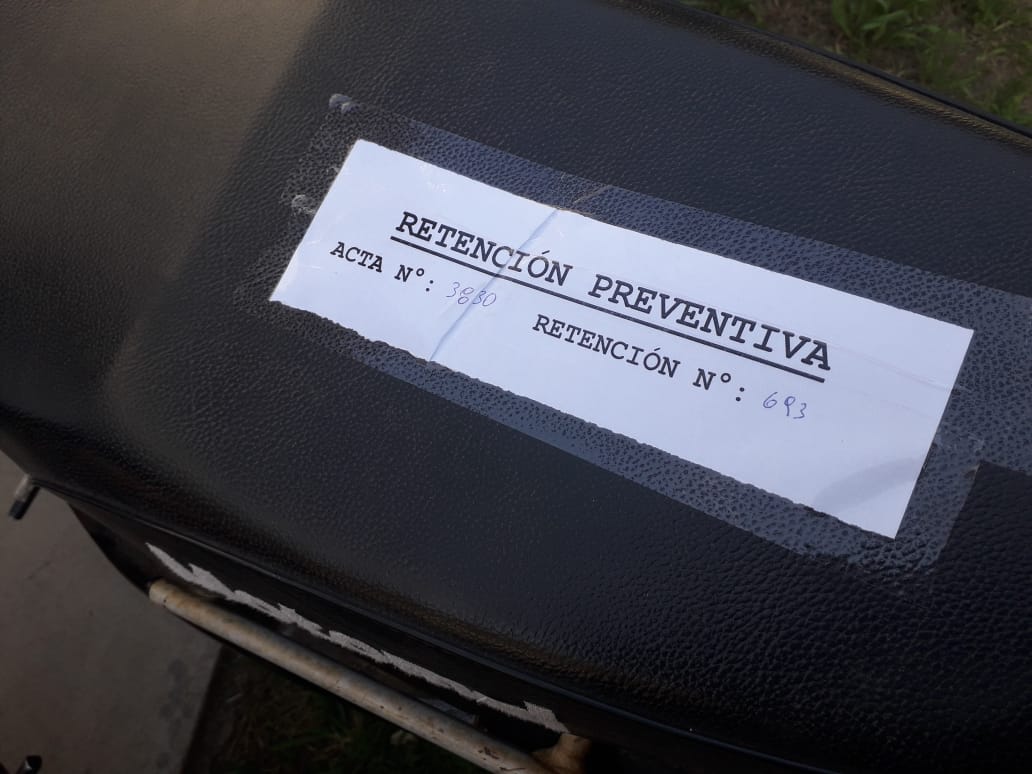 RETENCIÓN PREVENTIVA
ACTA N°: 3830
RETENCIÓN N°: 693